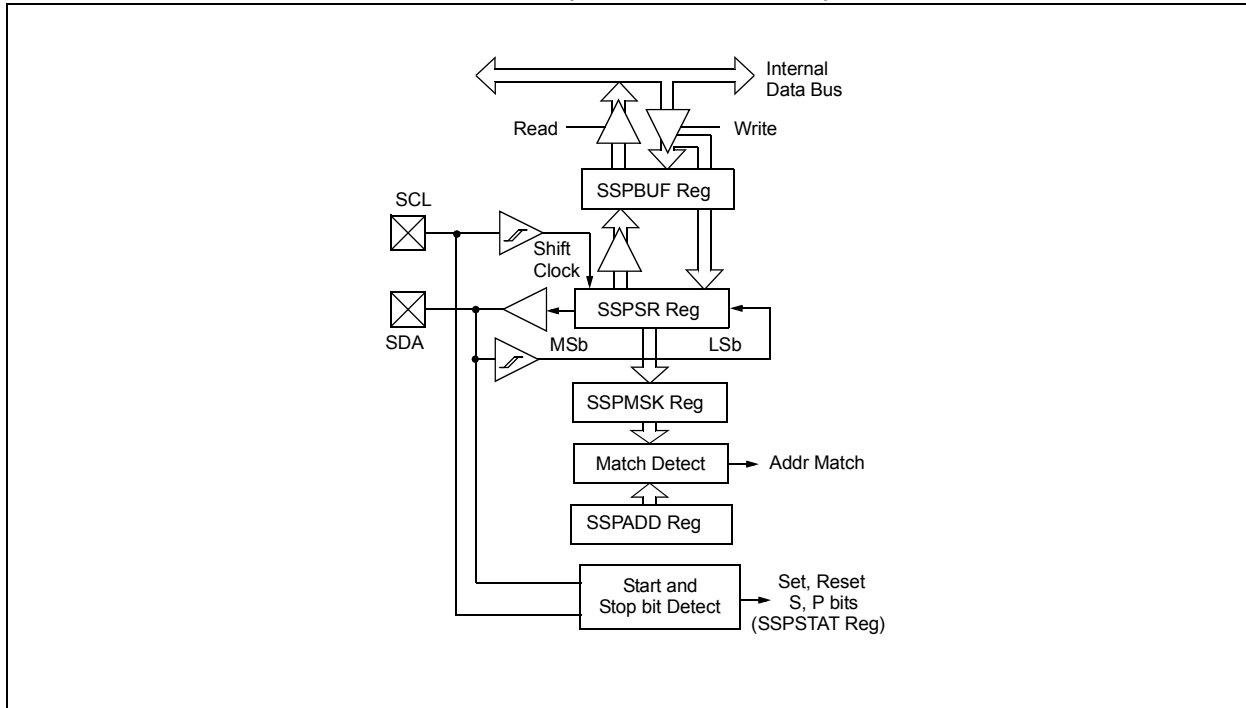 Internal
Data Bus
Read
Write
SSPBUF Reg
SCL
Shift
Clock
SSPSR Reg
SDA
MSb
LSb
SSPMSK Reg
Match Detect
Addr Match
SSPADD Reg
Start and
Stop bit Detect
Set, Reset
S, P bits
(SSPSTAT Reg)